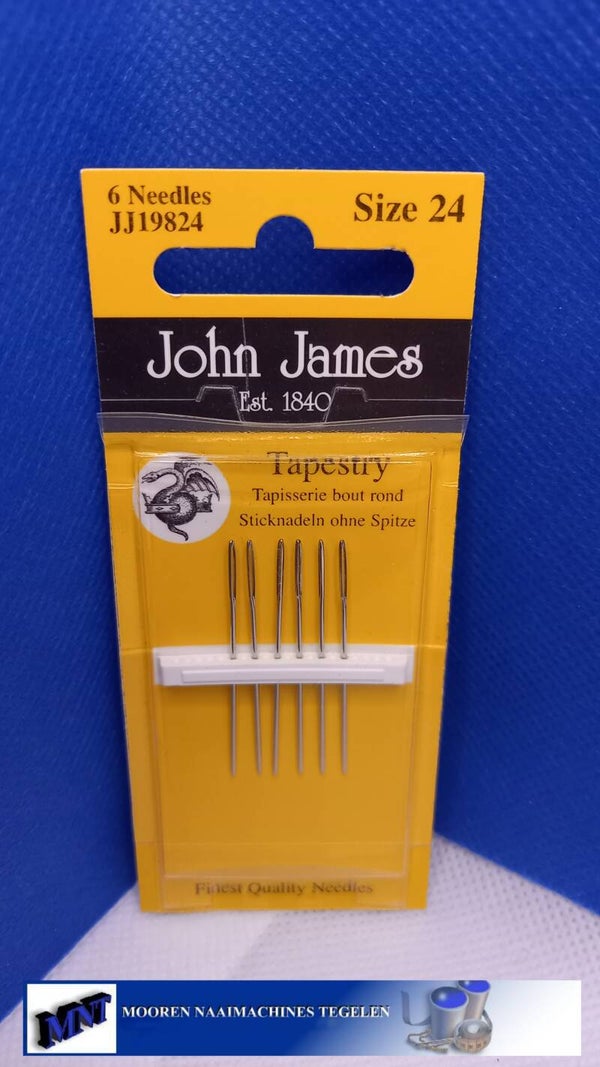 6 Needles
JJ19824
Size 24
John James
Est. 1840
Tapestry
Tapisserie bout rond
Sticknadeln ohne Spitze
Finest Quality Needles
MNT
MOOREN NAAIMACHINES TEGELEN